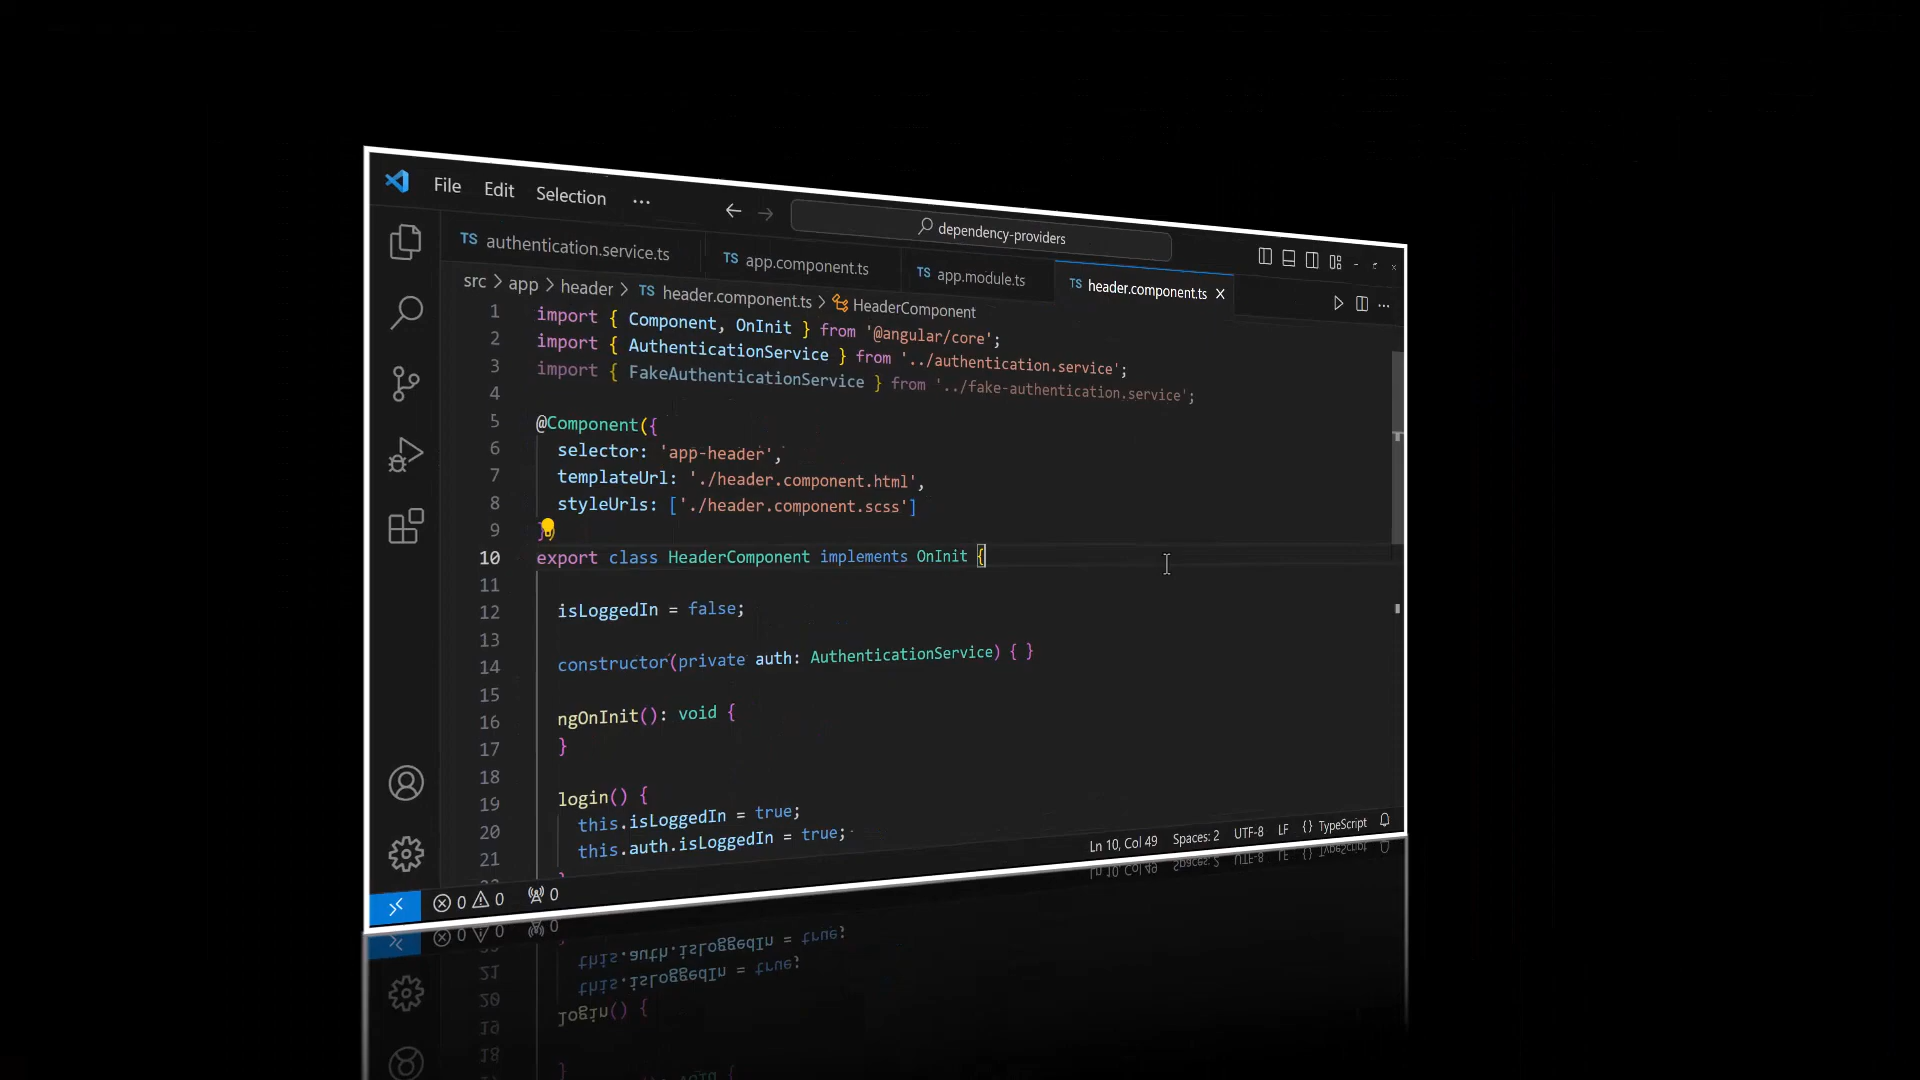 File Edit Selection ···
dependency-providers
TS authentication.service.ts
TS app.component.ts
TS app.module.ts
TS header.component.ts
src > app > header > TS header.component.ts > HeaderComponent
1 import { Component, OnInit } from '@angular/core';
2 import { AuthenticationService } from '../authentication.service';
3 import { FakeAuthenticationService } from '../fake-authentication.service';
4
5 @Component({
6 selector: 'app-header',
7 templateUrl: './header.component.html',
8 styleUrls: ['./header.component.scss']
9 })
10 export class HeaderComponent implements OnInit {
11
12 isLoggedIn = false;
13
14 constructor(private auth: AuthenticationService) { }
15
16 ngOnInit(): void {
17 }
18
19 login() {
20 this.isLoggedIn = true;
21 this.auth.isLoggedIn = true;
0 0 0
Ln 10, Col 49 Spaces: 2 UTF-8 LF {} TypeScript